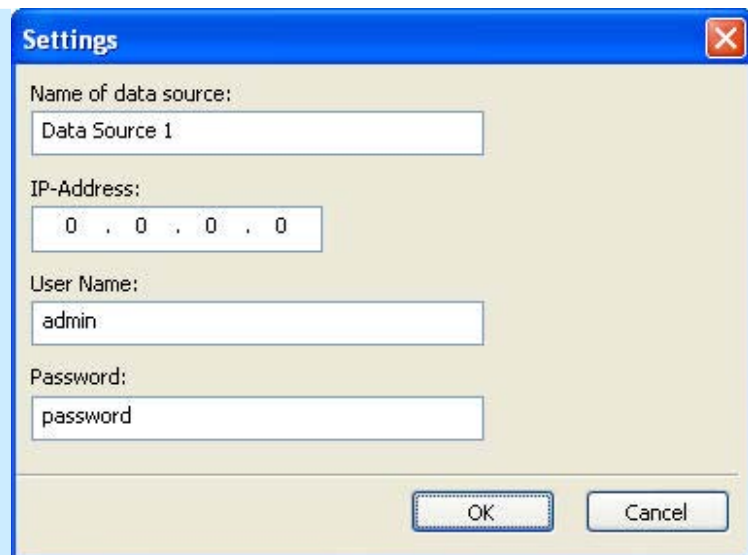 Settings
Name of data source:
Data Source 1
IP-Address:
0 . 0 . 0 . 0
User Name:
admin
Password:
password
OK Cancel